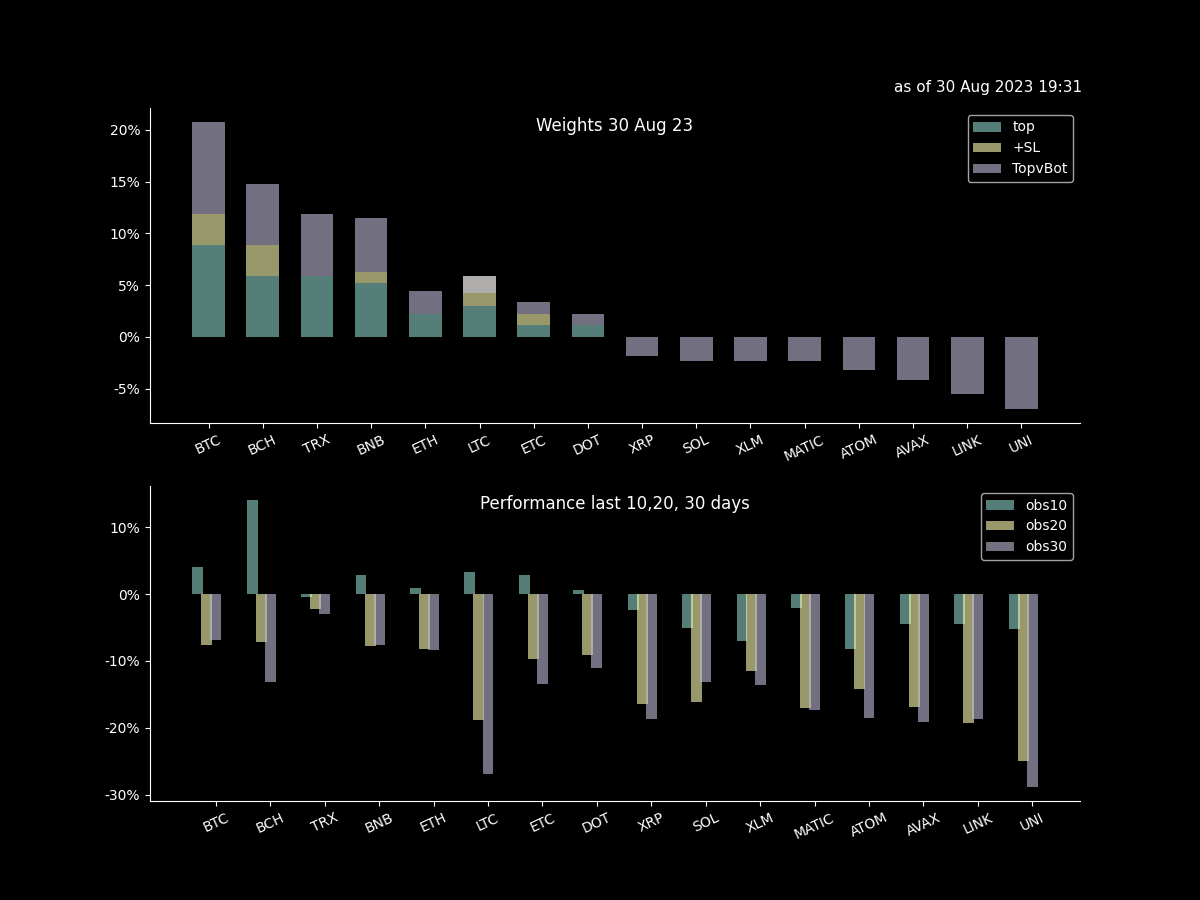 as of 30 Aug 2023 19:31
Weights 30 Aug 23
top
+SL
TopvBot
20%
15%
10%
5%
0%
-5%
BTC BCH TRX BNB ETH LTC ETC DOT XRP SOL XLM MATIC ATOM AVAX LINK UNI
Performance last 10,20, 30 days
obs10
obs20
obs30
10%
0%
-10%
-20%
-30%
BTC BCH TRX BNB ETH LTC ETC DOT XRP SOL XLM MATIC ATOM AVAX LINK UNI